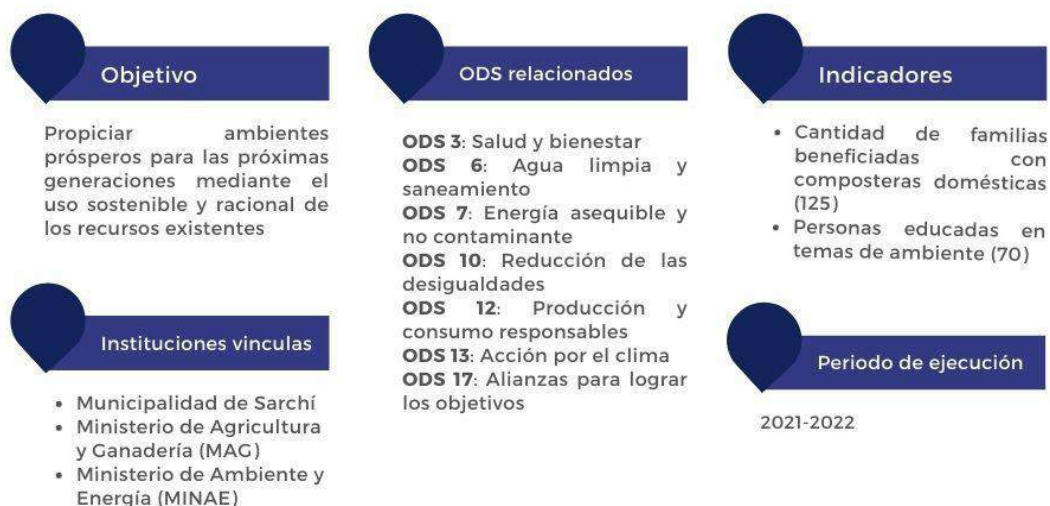 Objetivo
Propiciar ambientes
prósperos para las próximas
generaciones mediante el
uso sostenible y racional de
los recursos existentes
Instituciones vinculas
• Municipalidad de Sarchí
• Ministerio de Agricultura
y Ganadería (MAG)
• Ministerio de Ambiente y
Energía (MINAE)
ODS relacionados
ODS 3: Salud y bienestar
ODS 6: Agua limpia y
saneamiento
ODS 7: Energía asequible y
no contaminante
ODS 10: Reducción de las
desigualdades
ODS 12: Producción y
consumo responsables
ODS 13: Acción por el clima
ODS 17: Alianzas para lograr
los objetivos
Indicadores
• Cantidad de familias
beneficiadas con
composteras domésticas
(125)
• Personas educadas en
temas de ambiente (70)
Periodo de ejecución
2021-2022